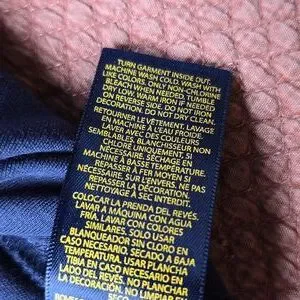 TURN GARMENT INSIDE OUT.
MACHINE WASH COLD, WASH WITH
LIKE COLORS. ONLY NON-CHLORINE
BLEACH WHEN NEEDED. TUMBLE
DRY LOW. WARM IRON IF NEEDED
ON REVERSE SIDE. DO NOT IRON
DECORATION. DO NOT DRY CLEAN.
RETOURNER LE VÊTEMENT. LAVAGE
EN MACHINE À L'EAU FROIDE
AVEC LES COULEURS
SEMBLABLES. BLANCHISSEUR NON
CHLORÉ UNIQUEMENT, SI
NÉCESSAIRE. SÉCHAGE EN
MACHINE À BASSE TEMPÉRATURE.
REPASSER À FER MOYEN SI
NÉCESSAIRE, SUR L'ENVERS. NE PAS
REPASSER LA DÉCORATION. PAS DE
NETTOYAGE À SEC INTERDIT.
COLOCAR LA PRENDA DEL REVÉS.
LAVAR A MÁQUINA CON AGUA
FRÍA. LAVAR CON COLORES
SIMILARES. SOLO USAR
BLANQUEADOR SIN CLORO EN
CASO NECESARIO. SECADO A BAJA
TEMPERATURA. USAR PLANCHA
TIBIA EN CASO NECESARIO EN
LADO DEL REVÉS. NO PLANCHAR
LA DECORACIÓN. NO LIMPIAR